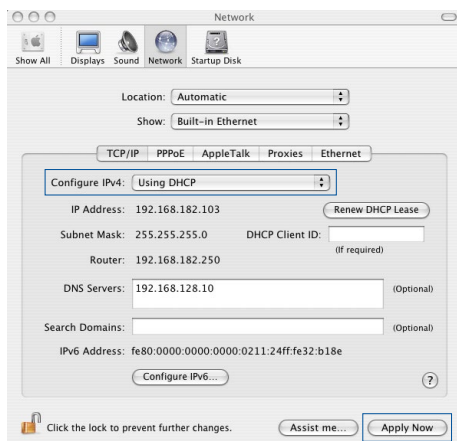 Network
Show All Displays Sound Network Startup Disk
Location: Automatic
Show: Built-in Ethernet
TCP/IP PPPoE AppleTalk Proxies Ethernet
Configure IPv4: Using DHCP
IP Address: 192.168.182.103 Renew DHCP Lease
Subnet Mask: 255.255.255.0 DHCP Client ID:
(If required)
Router: 192.168.182.250
DNS Servers: 192.168.128.10 (Optional)
Search Domains: (Optional)
IPv6 Address: fe80:0000:0000:0000:0211:24ff:fe32:b18e
Configure IPv6... ?
Click the lock to prevent further changes. Assist me... Apply Now